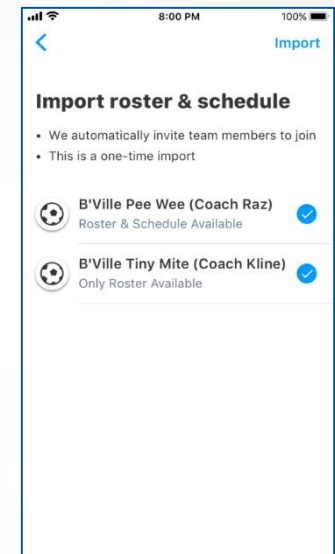 8:00 PM
100%
Import
Import roster & schedule
• We automatically invite team members to join
• This is a one-time import
B'Ville Pee Wee (Coach Raz)
Roster & Schedule Available
B'Ville Tiny Mite (Coach Kline)
Only Roster Available